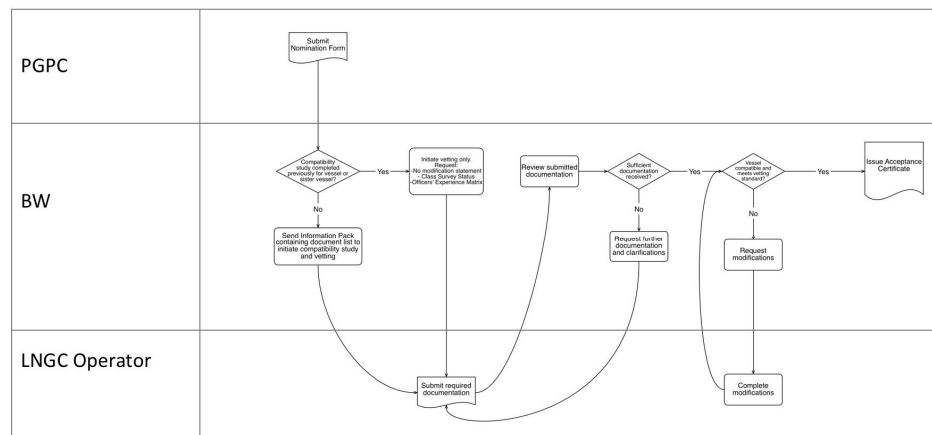 PGPC
Submit
Nomination Form
BW
Compatibility
study completed
previously for vessel or
sister vessel?
Yes
Initiate vetting only.
Request:
-No modification statement
- Class Survey Status
-Officers' Experience Matrix
No
Send Information Pack
containing document list to
initiate compatibility study
and vetting
Review submitted
documentation
Sufficient
documentation
received?
Yes
No
Request further
documentation
and clarifications
Vessel
compatible and
meets vetting
standard?
Yes
Issue Acceptance
Certificate
No
Request
modifications
LNGC Operator
Submit required
documentation
Complete
modifications